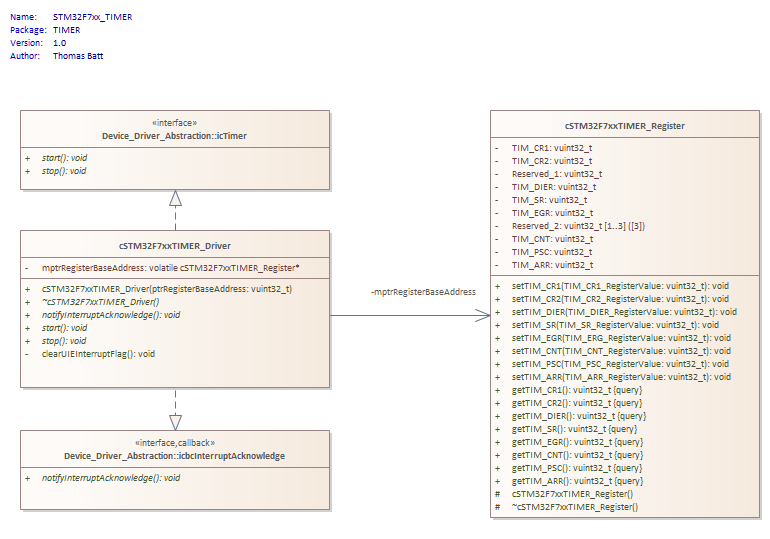 Name: STM32F7xx_TIMER
Package: TIMER
Version: 1.0
Author: Thomas Batt
«interface»
Device_Driver_Abstraction::icTimer
+ start(): void
+ stop(): void
cSTM32F7xxTIMER_Driver
- mptrRegisterBaseAddress: volatile cSTM32F7xxTIMER_Register*
+ cSTM32F7xxTIMER_Driver(ptrRegisterBaseAddress: vuint32_t)
+ ~cSTM32F7xxTIMER_Driver()
+ notifyInterruptAcknowledge(): void
+ start(): void
+ stop(): void
- clearUIEInterruptFlag(): void
«interface,callback»
Device_Driver_Abstraction::icbcInterruptAcknowledge
+ notifyInterruptAcknowledge(): void
-mptrRegisterBaseAddress
cSTM32F7xxTIMER_Register
- TIM_CR1: vuint32_t
- TIM_CR2: vuint32_t
- Reserved_1: vuint32_t
- TIM_DIER: vuint32_t
- TIM_SR: vuint32_t
- TIM_EGR: vuint32_t
- Reserved_2: vuint32_t [1..3] ([3])
- TIM_CNT: vuint32_t
- TIM_PSC: vuint32_t
- TIM_ARR: vuint32_t
+ setTIM_CR1(TIM_CR1_RegisterValue: vuint32_t): void
+ setTIM_CR2(TIM_CR2_RegisterValue: vuint32_t): void
+ setTIM_DIER(TIM_DIER_RegisterValue: vuint32_t): void
+ setTIM_SR(TIM_SR_RegisterValue: vuint32_t): void
+ setTIM_EGR(TIM_ERG_RegisterValue: vuint32_t): void
+ setTIM_CNT(TIM_CNT_RegisterValue: vuint32_t): void
+ setTIM_PSC(TIM_PSC_RegisterValue: vuint32_t): void
+ setTIM_ARR(TIM_ARR_RegisterValue: vuint32_t): void
+ getTIM_CR1(): vuint32_t {query}
+ getTIM_CR2(): vuint32_t {query}
+ getTIM_DIER(): vuint32_t {query}
+ getTIM_SR(): vuint32_t {query}
+ getTIM_EGR(): vuint32_t {query}
+ getTIM_CNT(): vuint32_t {query}
+ getTIM_PSC(): vuint32_t {query}
+ getTIM_ARR(): vuint32_t {query}
# cSTM32F7xxTIMER_Register()
# ~cSTM32F7xxTIMER_Register()